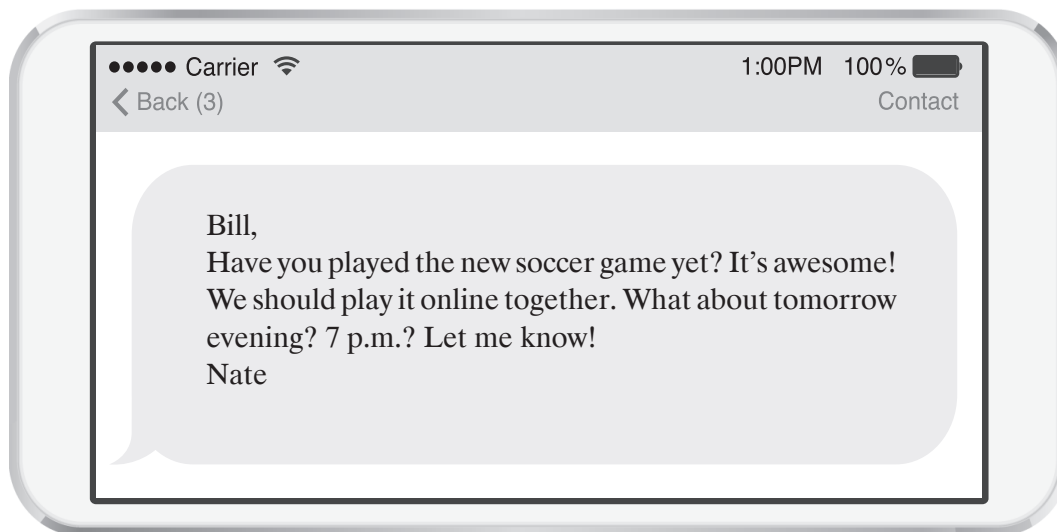 ●●●●● Carrier 1:00PM 100%
Back (3) Contact
Bill,
Have you played the new soccer game yet? It's awesome!
We should play it online together. What about tomorrow
evening? 7 p.m.? Let me know!
Nate